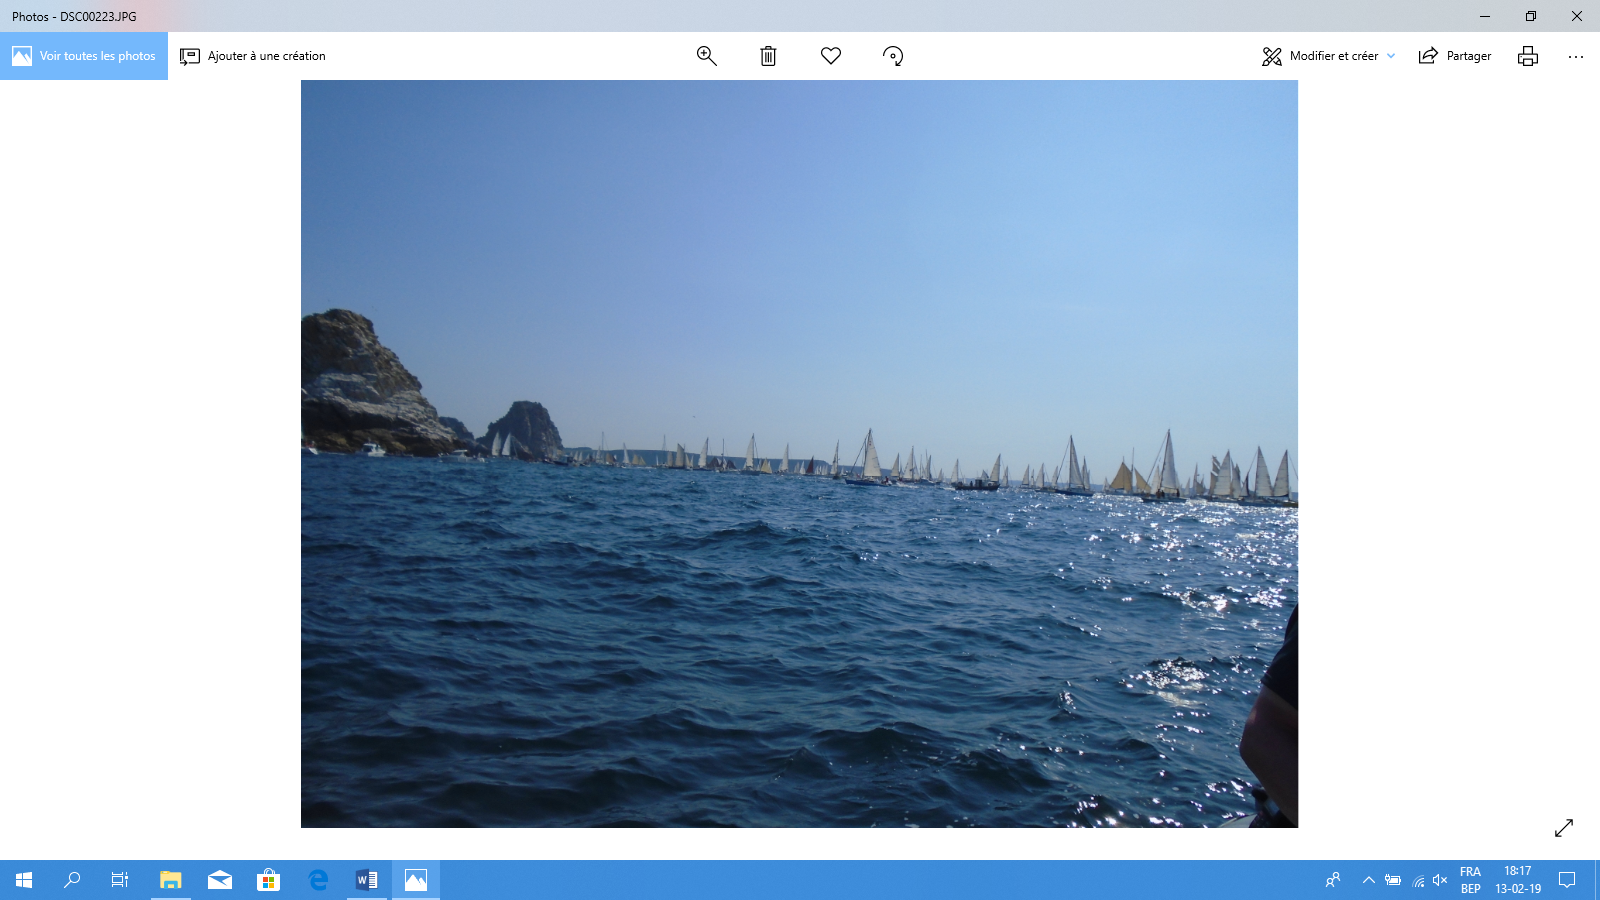 Photos - DSC00223.JPG
Voir toutes les photos
Ajouter à une création
Modifier et créer
Partager
W
FRA
BEP
18:17
13-02-19